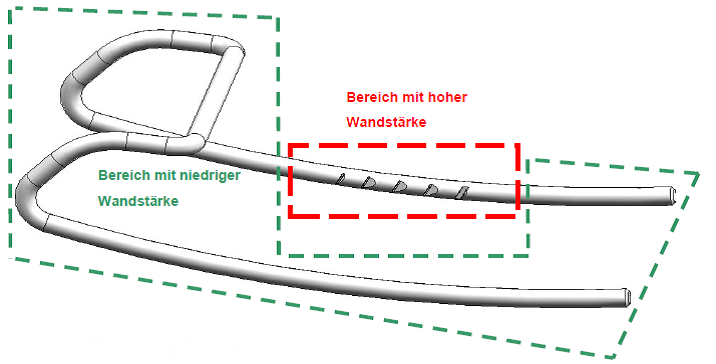 Bereich mit hoher
Wandstärke
Bereich mit niedriger
Wandstärke